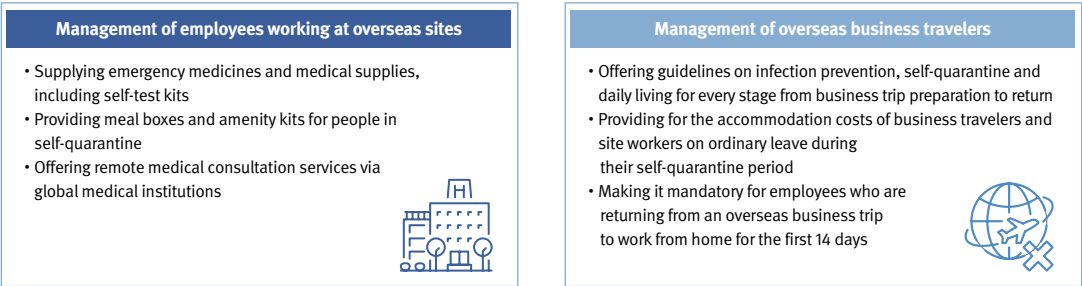 Management of employees working at overseas sites
• Supplying emergency medicines and medical supplies,
including self-test kits
• Providing meal boxes and amenity kits for people in
self-quarantine
• Offering remote medical consultation services via
global medical institutions
H
Management of overseas business travelers
• Offering guidelines on infection prevention, self-quarantine and
daily living for every stage from business trip preparation to return
• Providing for the accommodation costs of business travelers and
site workers on ordinary leave during
their self-quarantine period
• Making it mandatory for employees who are
returning from an overseas business trip
to work from home for the first 14 days